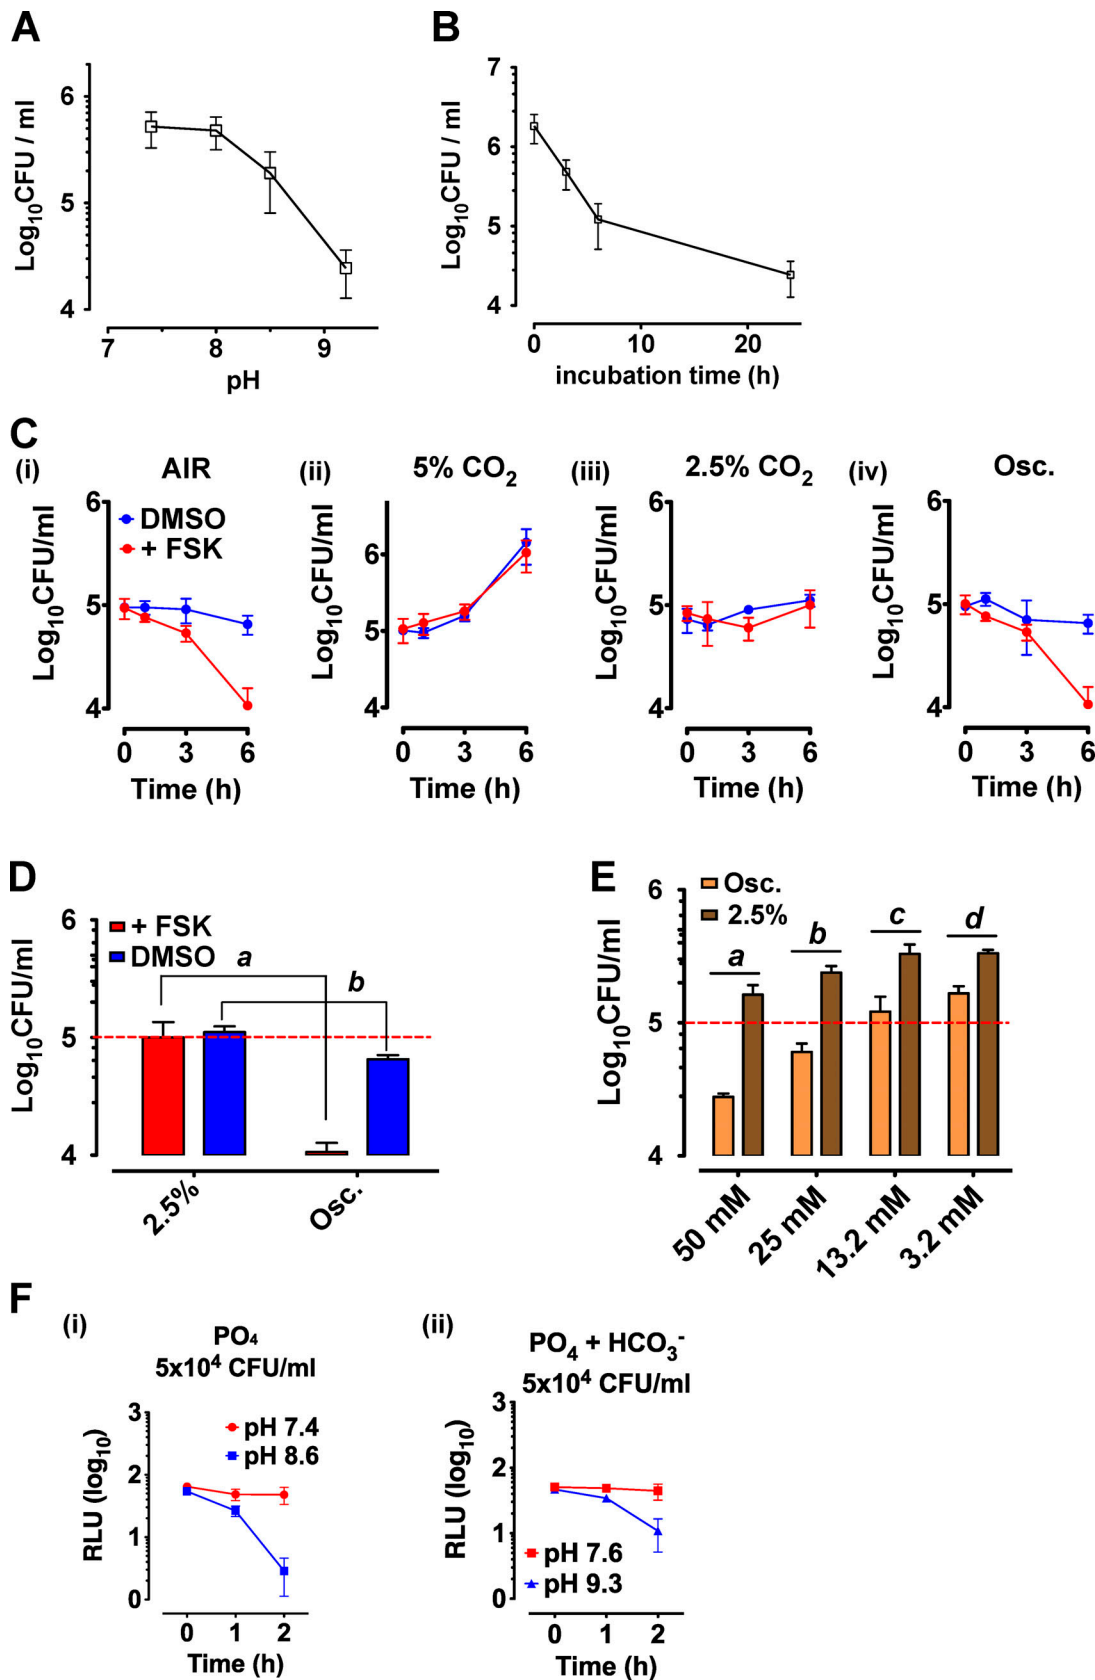 A
Log₁₀CFU / ml
6
5
4
7 8 9
pH
B
Log₁₀CFU / ml
7
6
5
4
0 10 20
incubation time (h)
C
(i) AIR
Log₁₀CFU/ml
6
5
4
DMSO
+ FSK
0 3 6
Time (h)
(ii) 5% CO₂
Log₁₀CFU/ml
6
5
4
0 3 6
Time (h)
(iii) 2.5% CO₂
Log₁₀CFU/ml
6
5
4
0 3 6
Time (h)
(iv) Osc.
Log₁₀CFU/ml
6
5
4
0 3 6
Time (h)
D
Log₁₀CFU/ml
6
5
4
+ FSK
DMSO
a
b
2.5% Osc.
E
Log₁₀CFU/ml
6
5
4
Osc.
2.5%
a b c d
50 mM 25 mM 13.2 mM 3.2 mM
F
(i)
PO₄
5x10⁴ CFU/ml
RLU (log₁₀)
3
2
1
0
pH 7.4
pH 8.6
0 1 2
Time (h)
(ii)
PO₄ + HCO₃⁻
5x10⁴ CFU/ml
RLU (log₁₀)
3
2
1
0
pH 7.6
pH 9.3
0 1 2
Time (h)